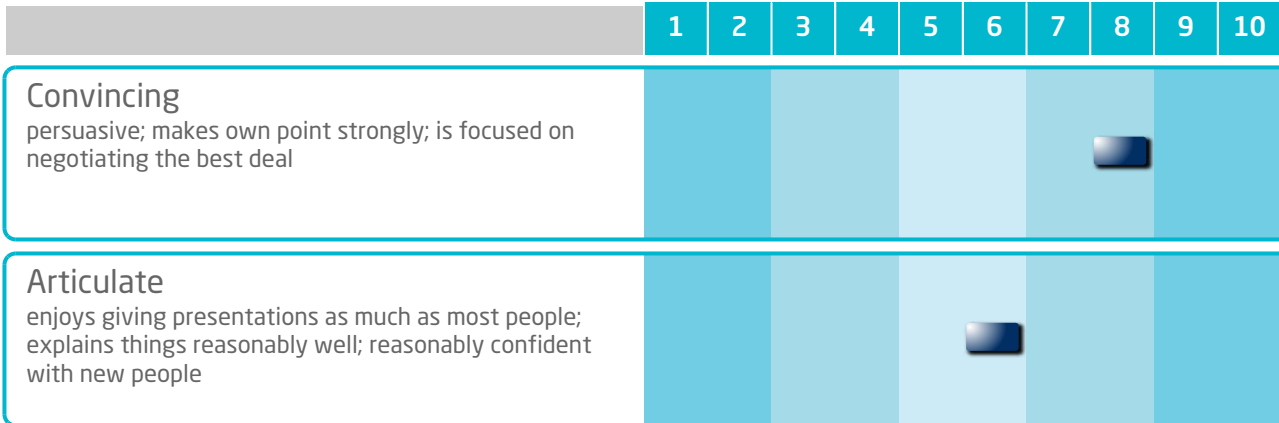 1 2 3 4 5 6 7 8 9 10
Convincing
persuasive; makes own point strongly; is focused on
negotiating the best deal
Articulate
enjoys giving presentations as much as most people;
explains things reasonably well; reasonably confident
with new people